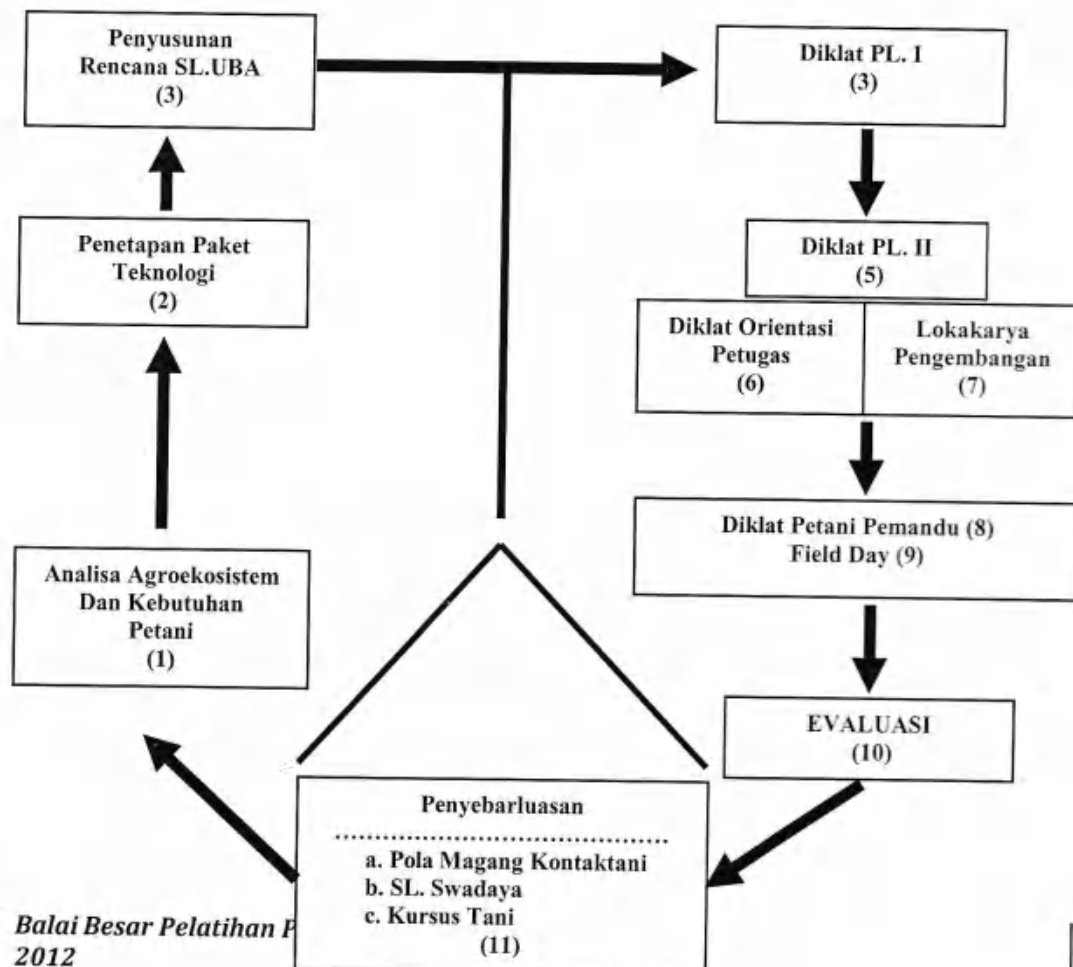 Penyusunan
Rencana SL.UBA
(3)
Diklat PL. I
(3)
Penetapan Paket
Teknologi
(2)
Diklat PL. II
(5)
Diklat Orientasi
Petugas
(6)
Lokakarya
Pengembangan
(7)
Analisa Agroekosistem
Dan Kebutuhan
Petani
(1)
Diklat Petani Pemandu (8)
Field Day (9)
EVALUASI
(10)
Penyebarluasan
............................................
a. Pola Magang Kontaktani
b. SL. Swadaya
c. Kursus Tani
(11)
Balai Besar Pelatihan P
2012